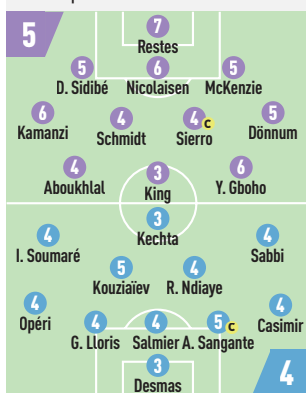 5
7
Restes
5 6 5
D. Sidibé Nicolaisen McKenzie
6 4 4 C 5
Kamanzi Schmidt Sierro Dönnum
4 3 6
Aboukhlal King Y. Gboho
3
Kechta
4 4
I. Soumaré Sabbi
5 4
Kouziaïev R. Ndiaye
4 4 4 5 C 4
Opéri G. Lloris Salmier A. Sangante Casimir
3
Desmas
4